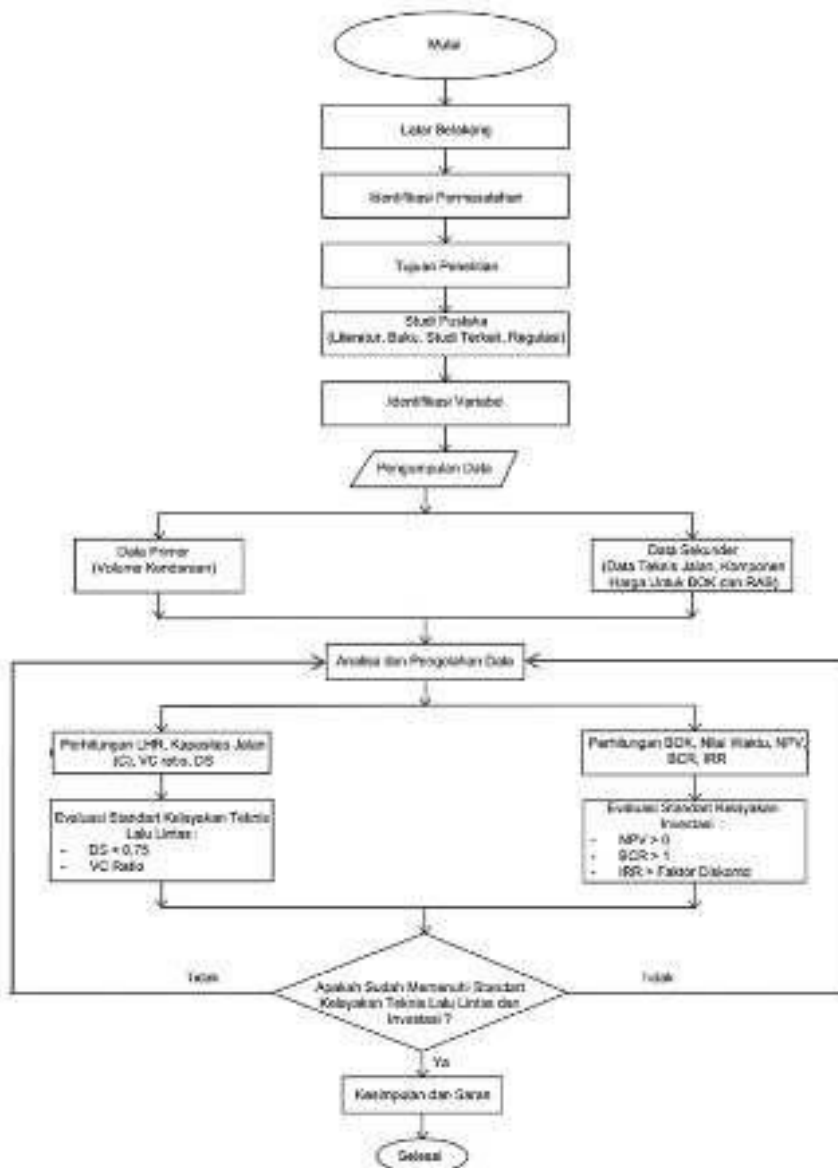 Mulai
Latar Belakang
Identifikasi Permasalahan
Tujuan Penelitian
Studi Pustaka
(Literatur, Buku, Studi Terkait, Regulasi)
Identifikasi Variabel
Pengumpulan Data
Data Primer
(Volume Kendaraan)
Data Sekunder
(Data Teknis Jalan, Komponen
Harga Untuk BOK dan RAB)
Analisa dan Pengolahan Data
Perhitungan LHR, Kapasitas Jalan
(C), VC ratio, DS
Perhitungan BOK, Nilai Waktu, NPV,
BCR, IRR
Evaluasi Standart Kelayakan Teknis
Lalu Lintas :
- DS < 0,75
- VC Ratio
Evaluasi Standart Kelayakan
Investasi :
- NPV > 0
- BCR > 1
- IRR > Faktor Diskonto
Tidak
Apakah Sudah Memenuhi Standart
Kelayakan Teknis Lalu Lintas dan
Investasi ?
Tidak
Ya
Kesimpulan dan Saran
Selesai